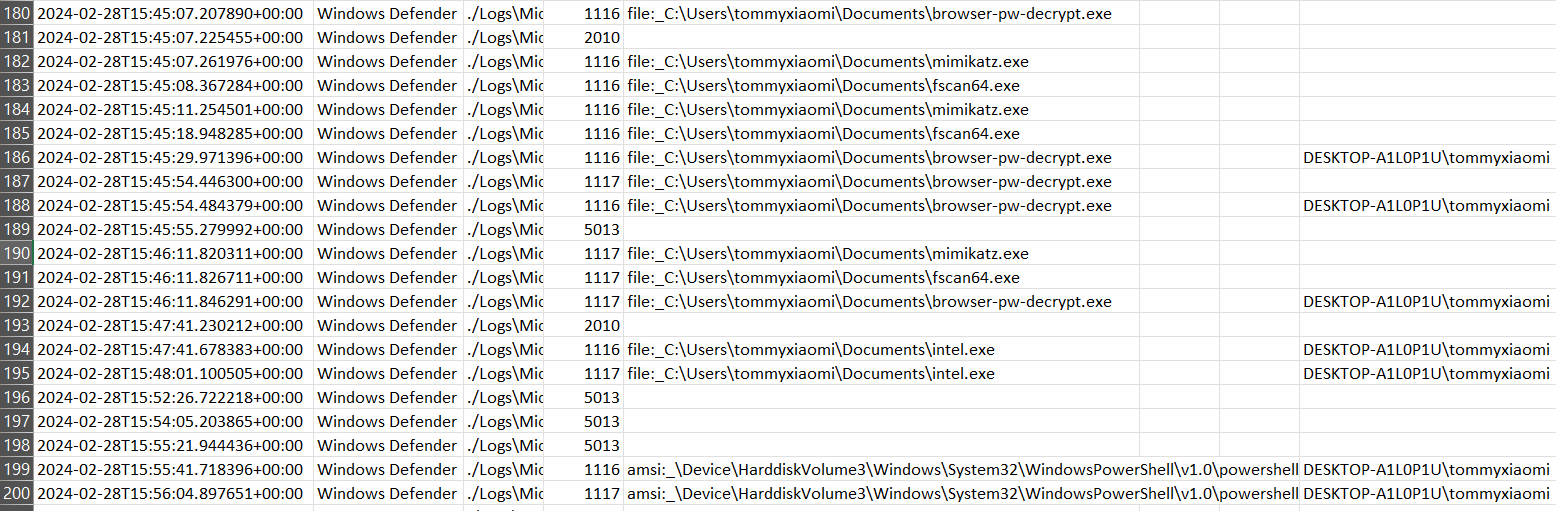 180 2024-02-28T15:45:07.207890+00:00 Windows Defender ./Logs\Mic 1116 file:_C:\Users\tommyxiaomi\Documents\browser-pw-decrypt.exe
181 2024-02-28T15:45:07.225455+00:00 Windows Defender ./Logs\Mic 2010
182 2024-02-28T15:45:07.261976+00:00 Windows Defender ./Logs\Mic 1116 file:_C:\Users\tommyxiaomi\Documents\mimikatz.exe
183 2024-02-28T15:45:08.367284+00:00 Windows Defender ./Logs\Mic 1116 file:_C:\Users\tommyxiaomi\Documents\fscan64.exe
184 2024-02-28T15:45:11.254501+00:00 Windows Defender ./Logs\Mic 1116 file:_C:\Users\tommyxiaomi\Documents\mimikatz.exe
185 2024-02-28T15:45:18.948285+00:00 Windows Defender ./Logs\Mic 1116 file:_C:\Users\tommyxiaomi\Documents\fscan64.exe
186 2024-02-28T15:45:29.971396+00:00 Windows Defender ./Logs\Mic 1116 file:_C:\Users\tommyxiaomi\Documents\browser-pw-decrypt.exe DESKTOP-A1L0P1U\tommyxiaomi
187 2024-02-28T15:45:54.446300+00:00 Windows Defender ./Logs\Mic 1117 file:_C:\Users\tommyxiaomi\Documents\browser-pw-decrypt.exe
188 2024-02-28T15:45:54.484379+00:00 Windows Defender ./Logs\Mic 1116 file:_C:\Users\tommyxiaomi\Documents\browser-pw-decrypt.exe DESKTOP-A1L0P1U\tommyxiaomi
189 2024-02-28T15:45:55.279992+00:00 Windows Defender ./Logs\Mic 5013
190 2024-02-28T15:46:11.820311+00:00 Windows Defender ./Logs\Mic 1117 file:_C:\Users\tommyxiaomi\Documents\mimikatz.exe
191 2024-02-28T15:46:11.826711+00:00 Windows Defender ./Logs\Mic 1117 file:_C:\Users\tommyxiaomi\Documents\fscan64.exe
192 2024-02-28T15:46:11.846291+00:00 Windows Defender ./Logs\Mic 1117 file:_C:\Users\tommyxiaomi\Documents\browser-pw-decrypt.exe DESKTOP-A1L0P1U\tommyxiaomi
193 2024-02-28T15:47:41.230212+00:00 Windows Defender ./Logs\Mic 2010
194 2024-02-28T15:47:41.678383+00:00 Windows Defender ./Logs\Mic 1116 file:_C:\Users\tommyxiaomi\Documents\intel.exe DESKTOP-A1L0P1U\tommyxiaomi
195 2024-02-28T15:48:01.100505+00:00 Windows Defender ./Logs\Mic 1117 file:_C:\Users\tommyxiaomi\Documents\intel.exe DESKTOP-A1L0P1U\tommyxiaomi
196 2024-02-28T15:52:26.722218+00:00 Windows Defender ./Logs\Mic 5013
197 2024-02-28T15:54:05.203865+00:00 Windows Defender ./Logs\Mic 5013
198 2024-02-28T15:55:21.944436+00:00 Windows Defender ./Logs\Mic 5013
199 2024-02-28T15:55:41.718396+00:00 Windows Defender ./Logs\Mic 1116 amsi:_\Device\HarddiskVolume3\Windows\System32\WindowsPowerShell\v1.0\powershell DESKTOP-A1L0P1U\tommyxiaomi
200 2024-02-28T15:56:04.897651+00:00 Windows Defender ./Logs\Mic 1117 amsi:_\Device\HarddiskVolume3\Windows\System32\WindowsPowerShell\v1.0\powershell DESKTOP-A1L0P1U\tommyxiaomi